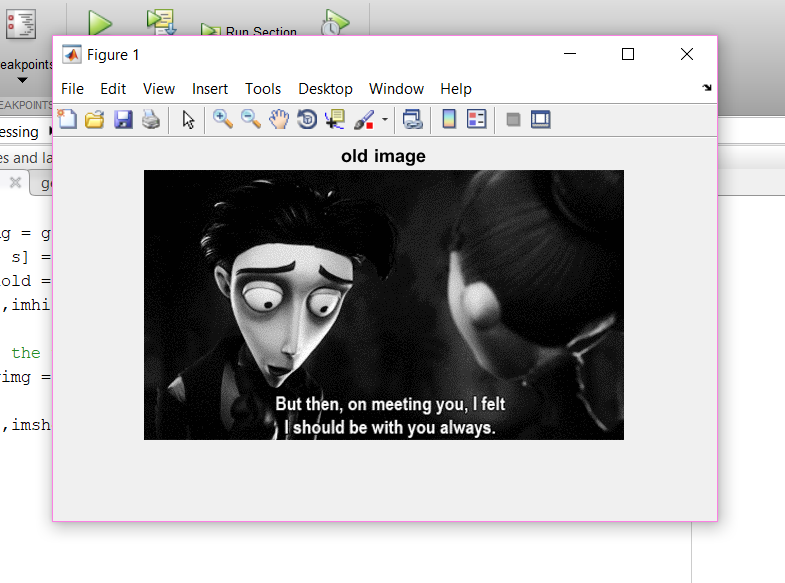 Run Section
eakpoints
EAKPOINTS
Figure 1
File Edit View Insert Tools Desktop Window Help
essing
es and la
ge
old image
g = g
s] =
old =
,imhi
the
img =
,imsh
But then, on meeting you, I felt
I should be with you always.